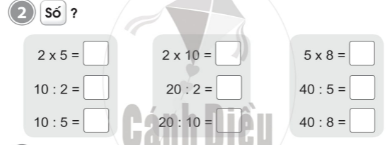 2 Số ?
2 x 5 = 2 x 10 = 5 x 8 =
10 : 2 = 20 : 2 = 40 : 5 =
10 : 5 = 20 : 10 = 40 : 8 =
Cánh Diều